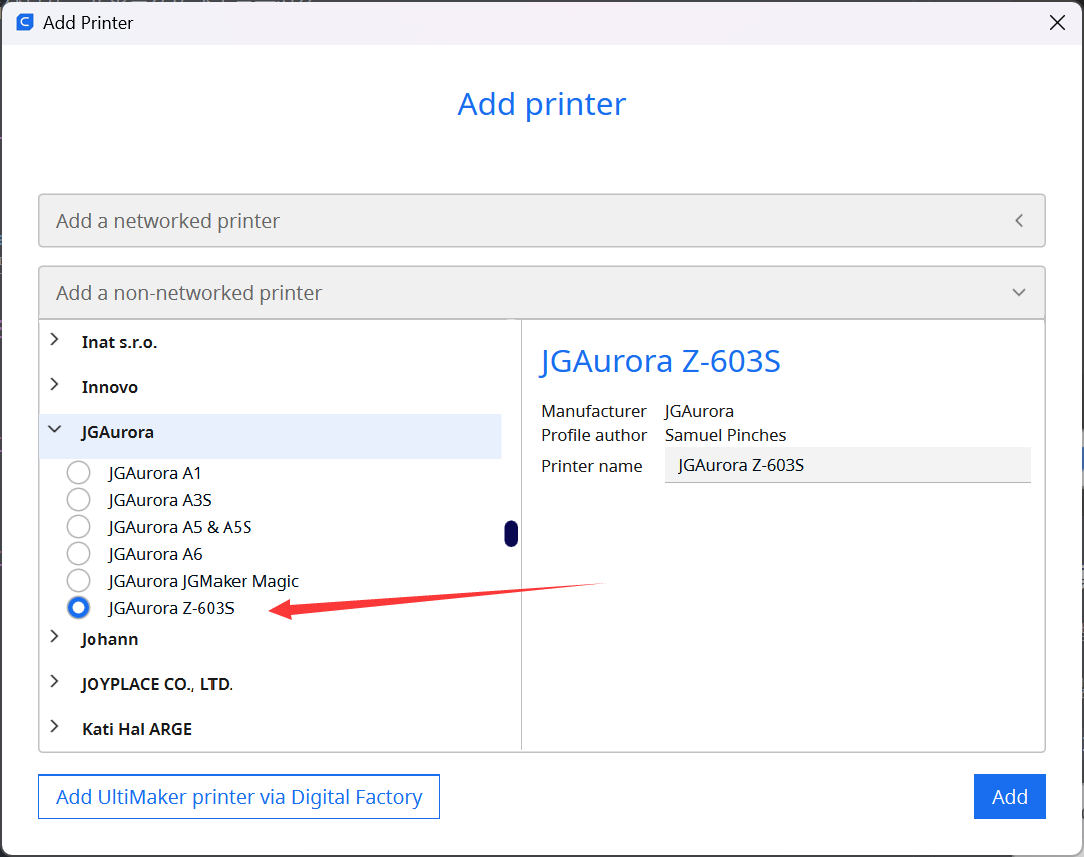 Add Printer
Add printer
Add a networked printer
Add a non-networked printer
Inat s.r.o.
Innovo
JGAurora
JGAurora A1
JGAurora A3S
JGAurora A5 & A5S
JGAurora A6
JGAurora JGMaker Magic
JGAurora Z-603S
Johann
JOYPLACE CO., LTD.
Kati Hal ARGE
JGAurora Z-603S
Manufacturer JGAurora
Profile author Samuel Pinches
Printer name JGAurora Z-603S
Add UltiMaker printer via Digital Factory
Add